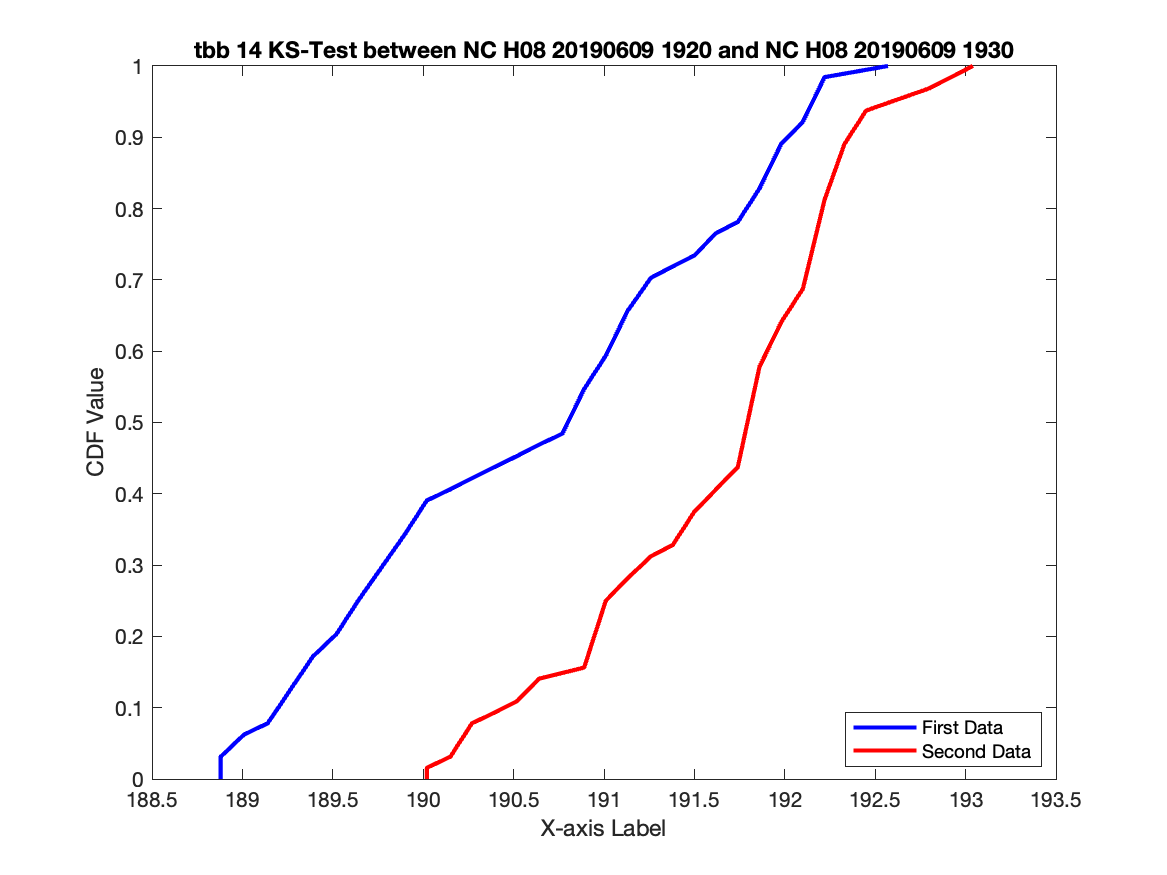 tbb 14 KS-Test between NC H08 20190609 1920 and NC H08 20190609 1930
1
0.9
0.8
0.7
0.6
0.5
0.4
0.3
0.2
0.1
0
CDF Value
First Data
Second Data
188.5 189 189.5 190 190.5 191 191.5 192 192.5 193 193.5
X-axis Label